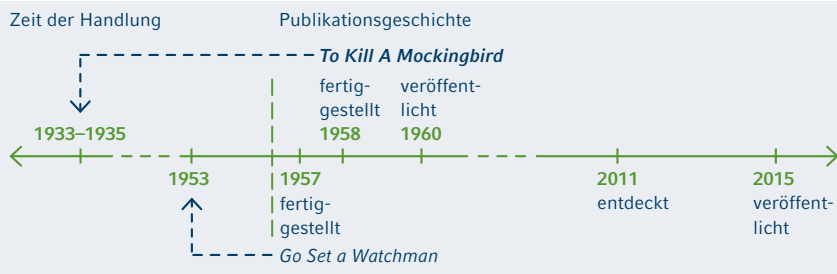 Zeit der Handlung
Publikationsgeschichte
To Kill A Mockingbird
fertig-
gestellt
1958
veröffent-
licht
1960
1933–1935
1953
1957
fertig-
gestellt
2011
entdeckt
2015
veröffent-
licht
Go Set a Watchman